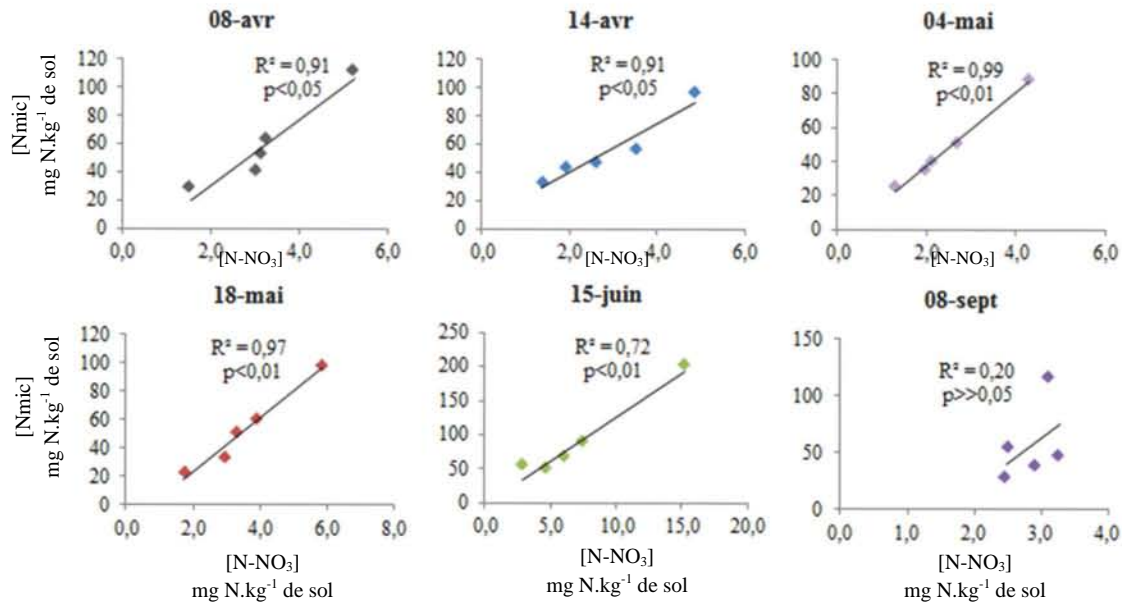 08-avr
R² = 0,91
p<0,05
[Nmic]
mg N.kg⁻¹ de sol
120
100
80
60
40
20
0
0,0 2,0 4,0 6,0
[N-NO₃]
14-avr
R² = 0,91
p<0,05
120
100
80
60
40
20
0
0,0 2,0 4,0 6,0
[N-NO₃]
04-mai
R² = 0,99
p<0,01
100
80
60
40
20
0
0,0 2,0 4,0 6,0
[N-NO₃]
18-mai
R² = 0,97
p<0,01
[Nmic]
mg N.kg⁻¹ de sol
120
100
80
60
40
20
0
0,0 2,0 4,0 6,0 8,0
[N-NO₃]
mg N.kg⁻¹ de sol
15-juin
R² = 0,72
p<0,01
250
200
150
100
50
0
0,0 5,0 10,0 15,0 20,0
[N-NO₃]
mg N.kg⁻¹ de sol
08-sept
R² = 0,20
p>>0,05
150
100
50
0
0,0 1,0 2,0 3,0 4,0
[N-NO₃]
mg N.kg⁻¹ de sol